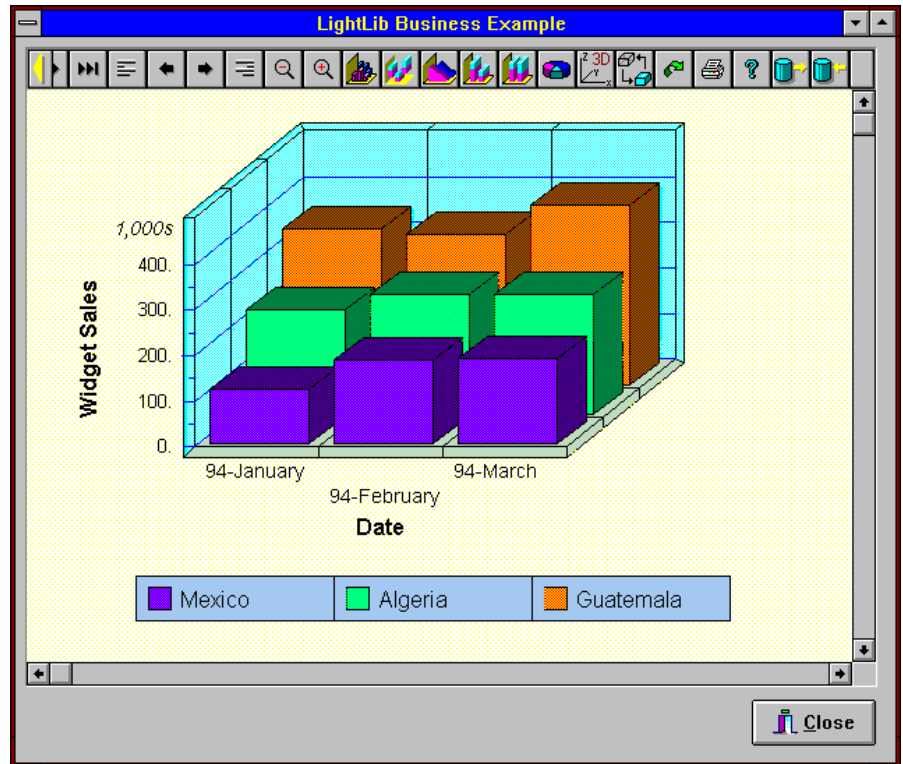 LightLib Business Example
Z 3D
Y
X
?
1,000s
400.
300.
200.
100.
0.
Widget Sales
94-January
94-March
94-February
Date
Mexico
Algeria
Guatemala
Close